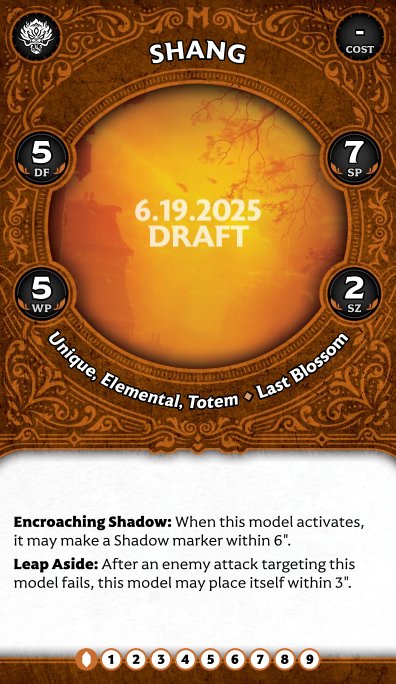 SHANG
-
COST
5
DF
7
SP
6.19.2025
DRAFT
5
WP
2
SZ
Unique, Elemental, Totem ⬥ Last Blossom
Encroaching Shadow: When this model activates,
it may make a Shadow marker within 6".
Leap Aside: After an enemy attack targeting this
model fails, this model may place itself within 3".
1 2 3 4 5 6 7 8 9